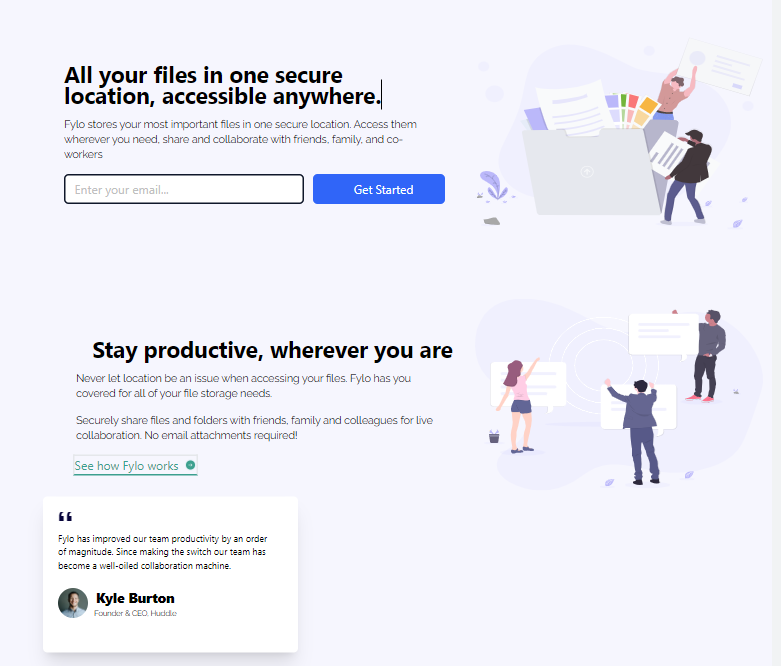 All your files in one secure
location, accessible anywhere.
Fylo stores your most important files in one secure location. Access them
wherever you need, share and collaborate with friends, family, and co-
workers
Enter your email...
Get Started
Stay productive, wherever you are
Never let location be an issue when accessing your files. Fylo has you
covered for all of your file storage needs.
Securely share files and folders with friends, family and colleagues for live
collaboration. No email attachments required!
See how Fylo works
“
Fylo has improved our team productivity by an order
of magnitude. Since making the switch our team has
become a well-oiled collaboration machine.
Kyle Burton
Founder & CEO, Huddle